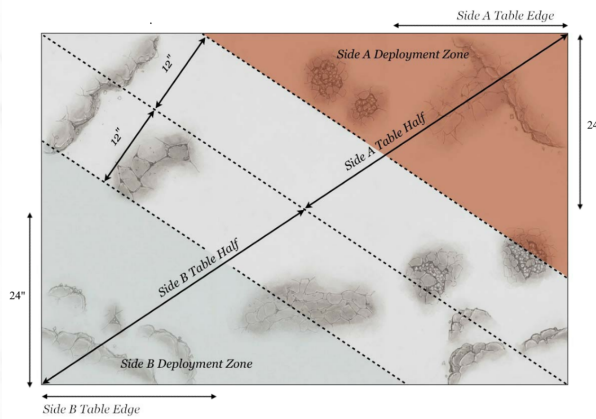 Side A Table Edge
Side A Deployment Zone
12"
12"
Side A Table Half
24
Side B Table Half
24"
Side B Deployment Zone
Side B Table Edge